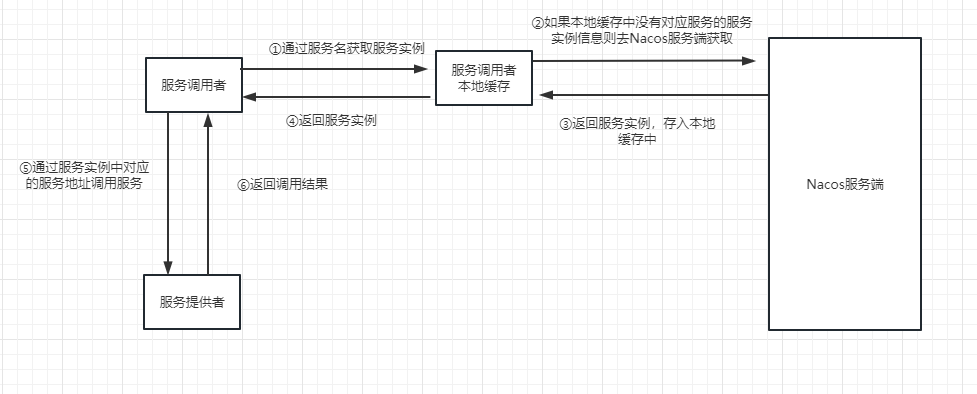 ②如果本地缓存中没有对应服务的服务
实例信息则去Nacos服务端获取
①通过服务名获取服务实例
服务调用者
服务调用者
本地缓存
④返回服务实例
③返回服务实例，存入本地
缓存中
⑤通过服务实例中对应
的服务地址调用服务
⑥返回调用结果
Nacos服务端
服务提供者